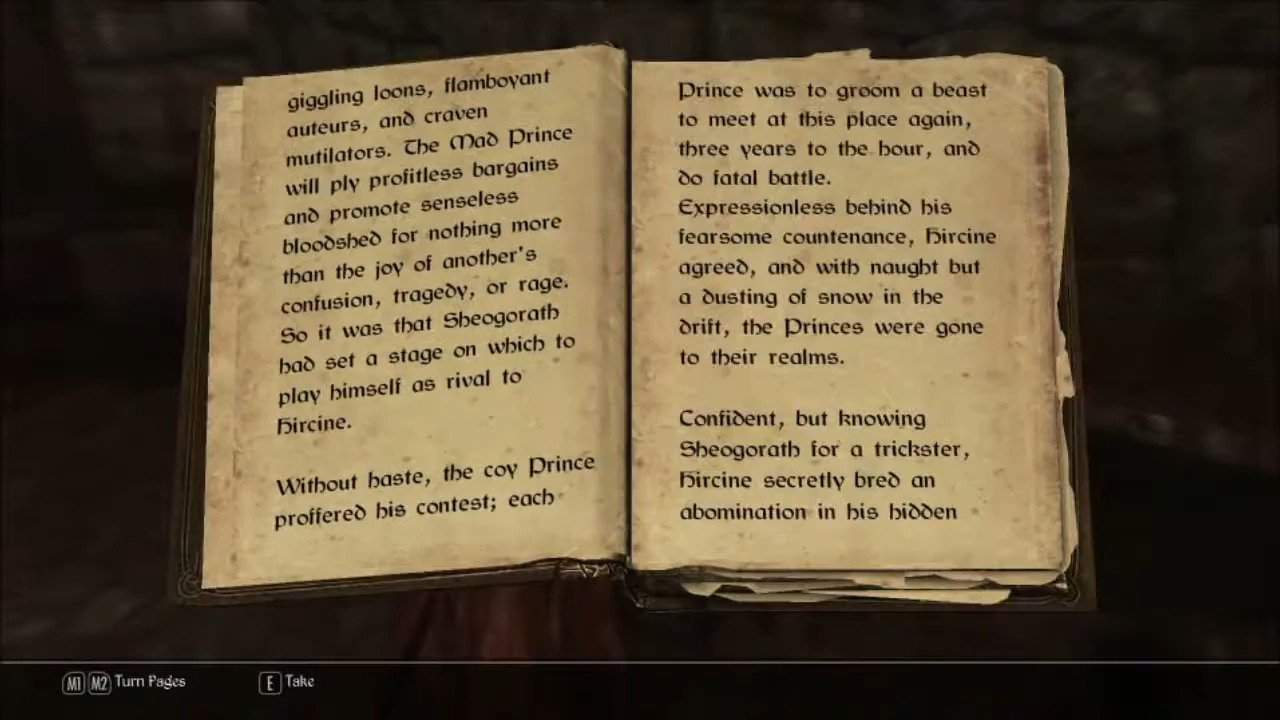 giggling loons, flamboyant
auteurs, and craven
mutilators. The Mad Prince
will ply profitless bargains
and promote senseless
bloodshed for nothing more
than the joy of another's
confusion, tragedy, or rage.
So it was that Sheogorath
had set a stage on which to
play himself as rival to
Hircine.
Without haste, the coy Prince
proffered his contest; each
Prince was to groom a beast
to meet at this place again,
three years to the hour, and
do fatal battle.
Expressionless behind his
fearsome countenance, Hircine
agreed, and with naught but
a dusting of snow in the
drift, the Princes were gone
to their realms.
Confident, but knowing
Sheogorath for a trickster,
Hircine secretly bred an
abomination in his hidden
M1 M2 Turn Pages E Take